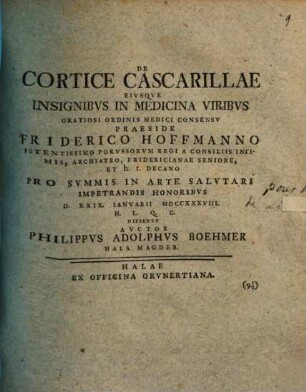 9
DE
CORTICE CASCARILLAE
EIVSQVE
INSIGNIBVS IN MEDICINA VIRIBVS
GRATIOSI ORDINIS MEDICI CONSENSV
PRAESIDE
FRIDERICO HOFFMANNO
POTENTISSIMO PORVSSORVM REGI A CONSILIIS INTI-
MIS, ARCHIATRO, FRIDERICIANAE SENIORE,
ET h. t. DECANO
PRO SVMMIS IN ARTE SALVTARI
IMPETRANDIS HONORIBVS
D. XXIX. IANVARII MDCCXXXVIII.
H. L. Q. C.
DISSERET
AVCTOR
PHILIPPVS ADOLPHVS BOEHMER
HALA MAGDEB.
HALAE
EX OFFICINA GRVNERTIANA.